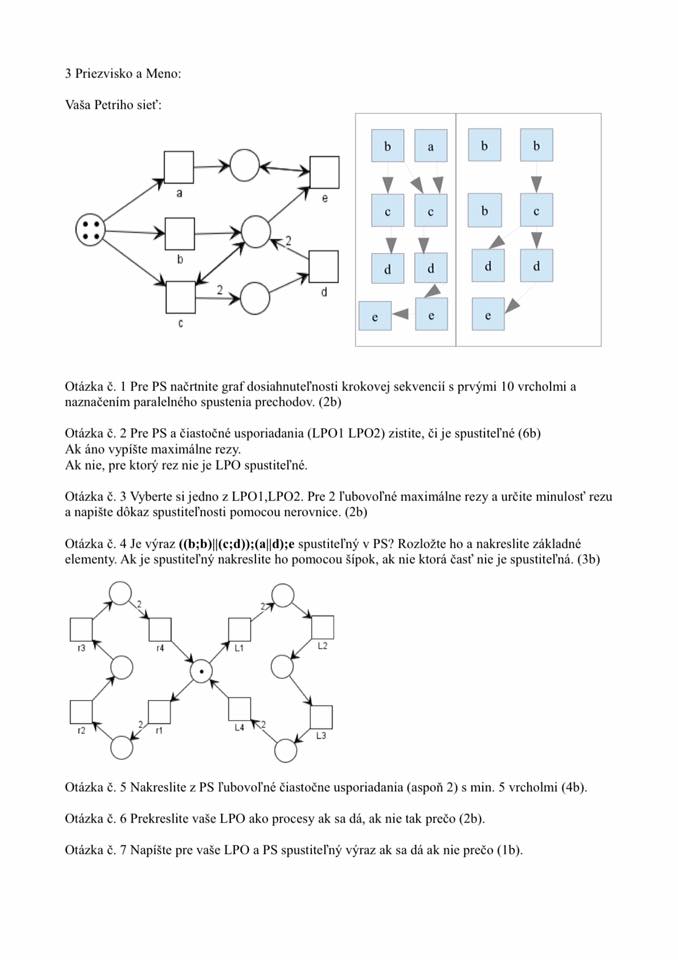 3 Priezvisko a Meno:
Vaša Petriho sieť:
a
b
c
2
e
2
d
b a b b
c c b c
d d d d
e e e
Otázka č. 1 Pre PS načrtnite graf dosiahnuteľnosti krokovej sekvencií s prvými 10 vrcholmi a
naznačením paralelného spustenia prechodov. (2b)
Otázka č. 2 Pre PS a čiastočné usporiadania (LPO1 LPO2) zistite, či je spustiteľné (6b)
Ak áno vypíšte maximálne rezy.
Ak nie, pre ktorý rez nie je LPO spustiteľné.
Otázka č. 3 Vyberte si jedno z LPO1,LPO2. Pre 2 ľubovoľné maximálne rezy a určite minulosť rezu
a napište dôkaz spustiteľnosti pomocou nerovnice. (2b)
Otázka č. 4 Je výraz ((b;b)||(c;d));(a||d);e spustiteľný v PS? Rozložte ho a nakreslite základné
elementy. Ak je spustiteľný nakreslite ho pomocou šípok, ak nie ktorá časť nie je spustiteľná. (3b)
2 2
r3 r4 L1 L2
r2 2 r1 L4 2 L3
Otázka č. 5 Nakreslite z PS ľubovoľné čiastočne usporiadania (aspoň 2) s min. 5 vrcholmi (4b).
Otázka č. 6 Prekreslite vaše LPO ako procesy ak sa dá, ak nie tak prečo (2b).
Otázka č. 7 Napíšte pre vaše LPO a PS spustiteľný výraz ak sa dá ak nie prečo (1b).